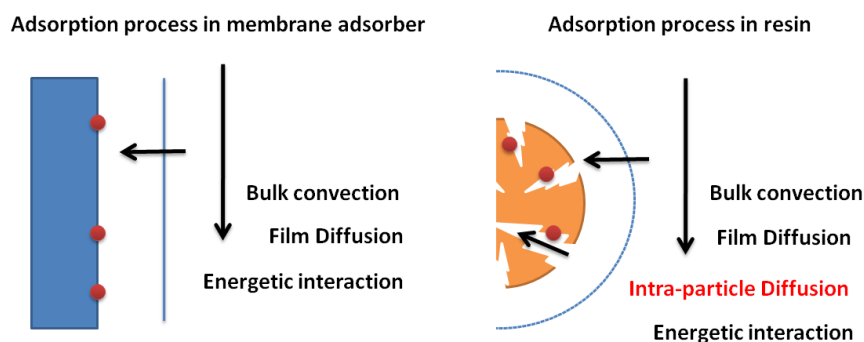 Adsorption process in membrane adsorber
Bulk convection
Film Diffusion
Energetic interaction
Adsorption process in resin
Bulk convection
Film Diffusion
Intra-particle Diffusion
Energetic interaction